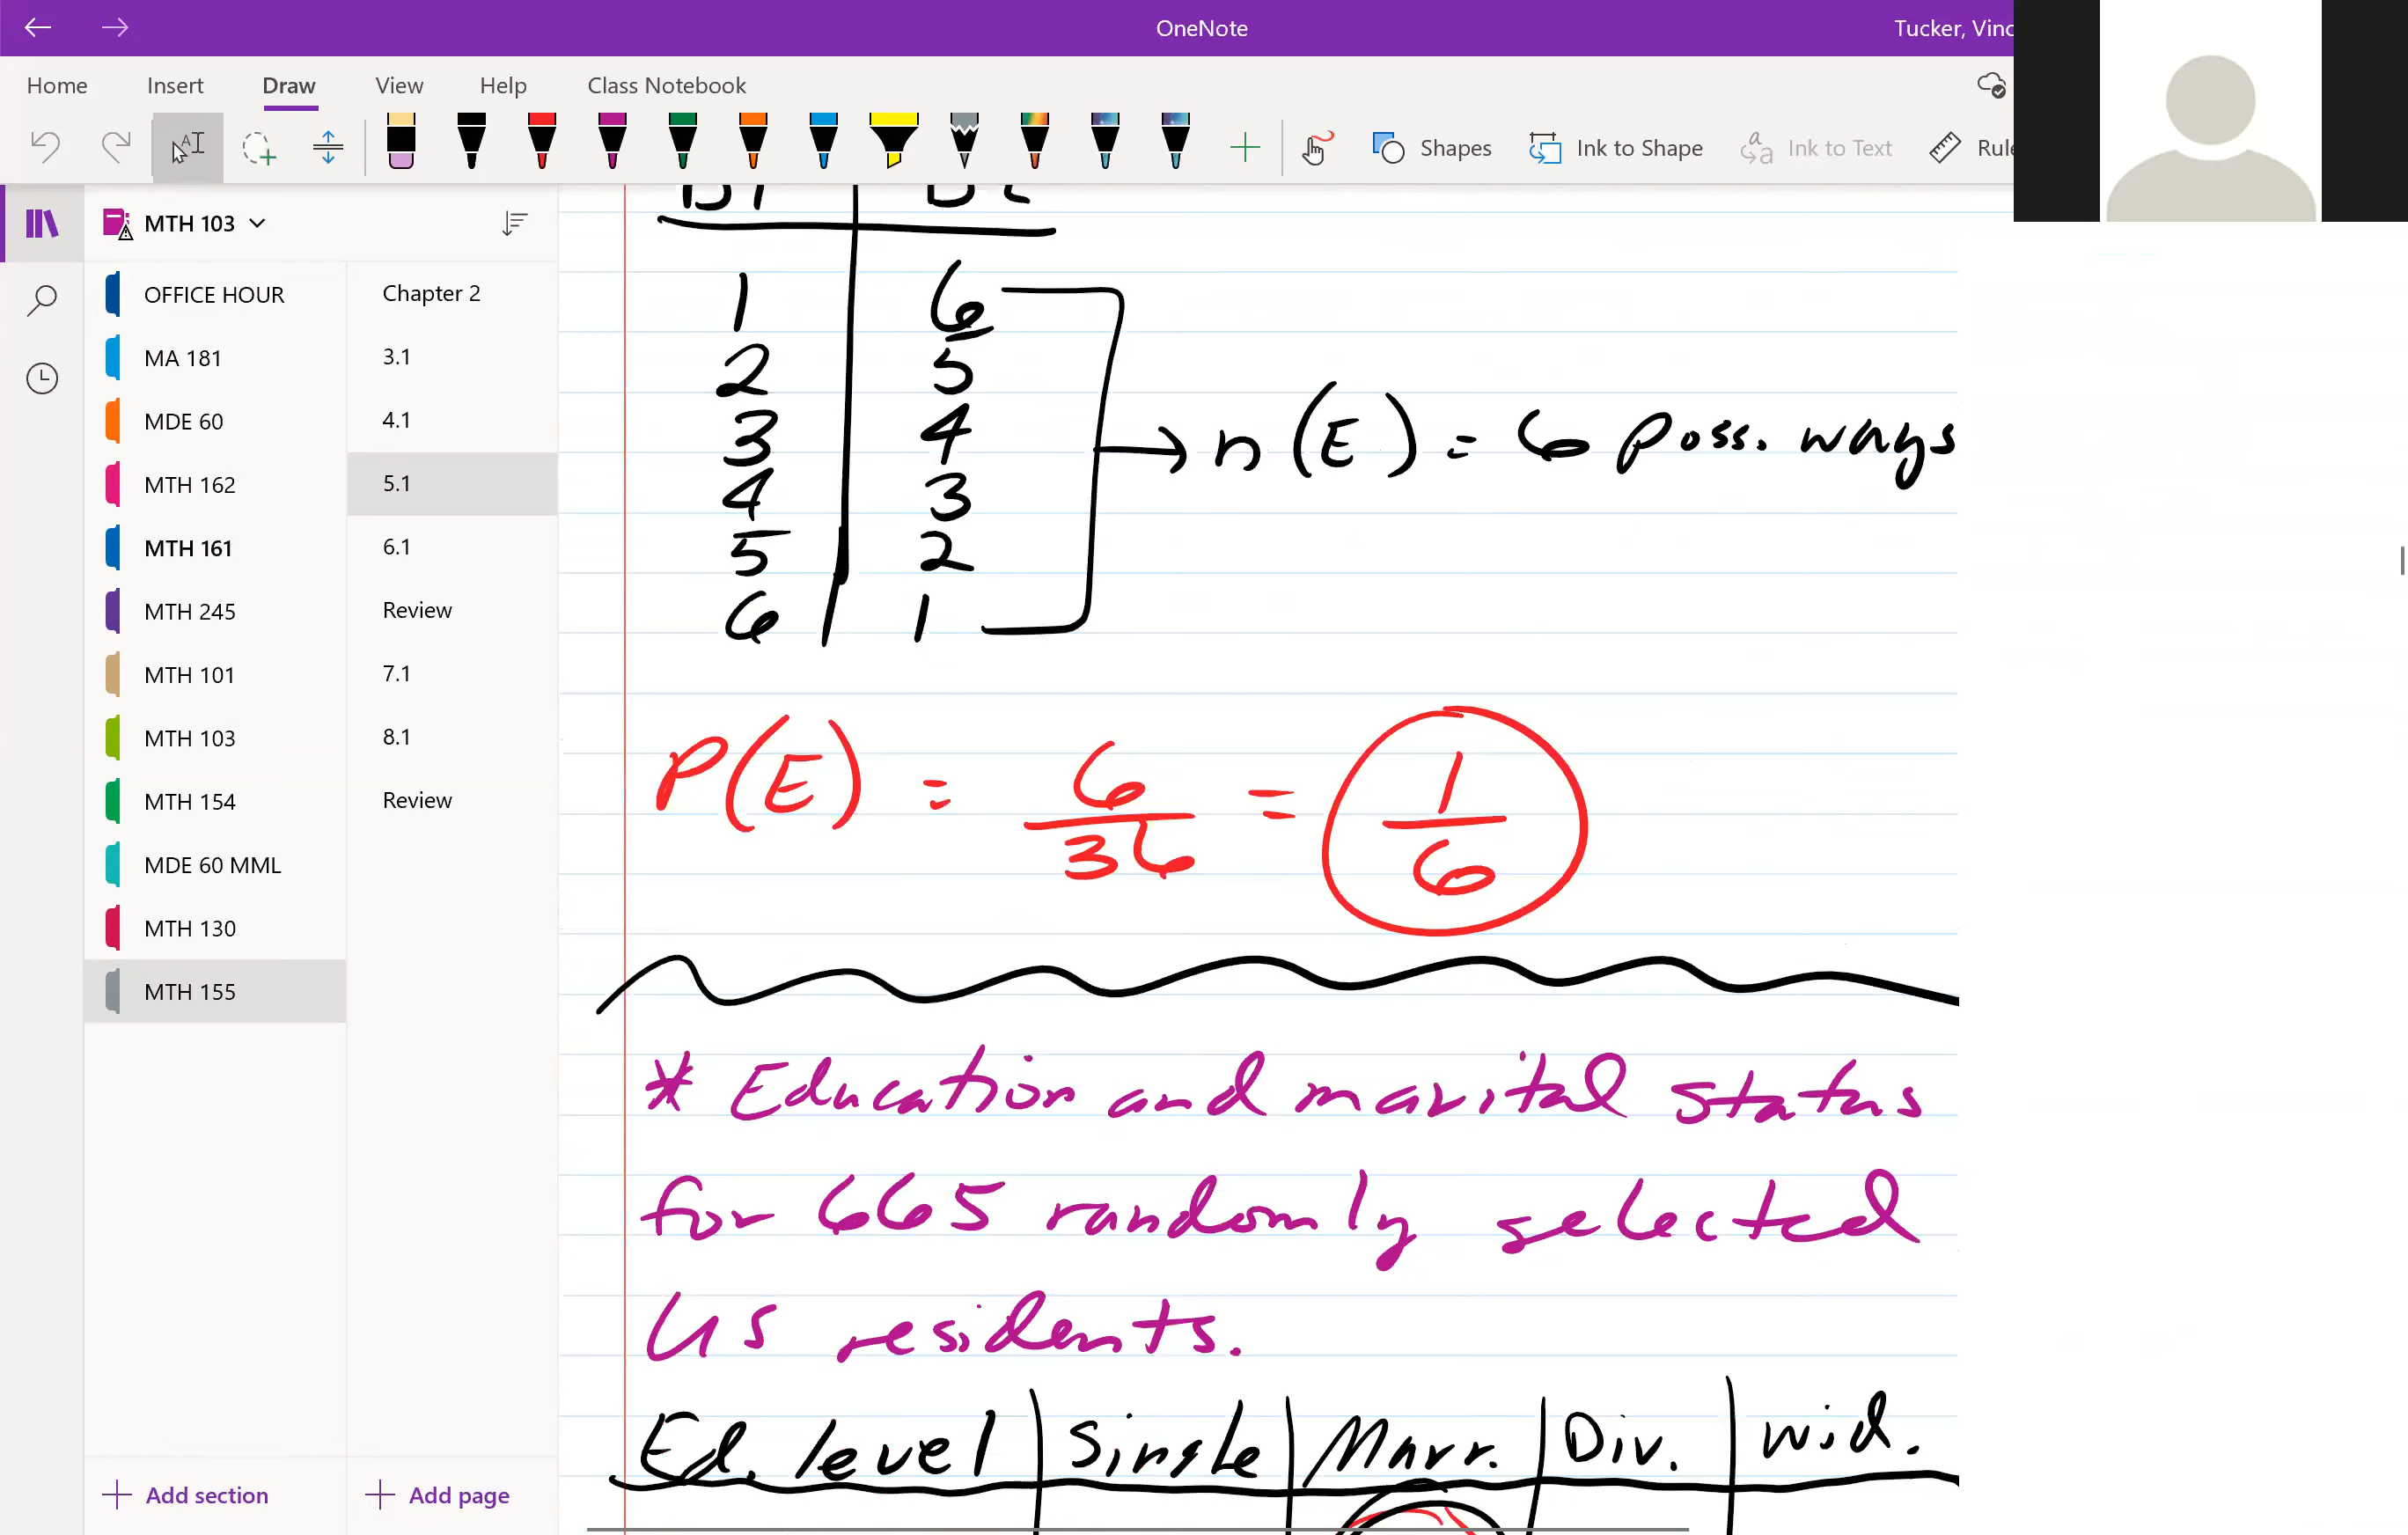 OneNote
Tucker, Vinc
Home Insert Draw View Help Class Notebook
Shapes Ink to Shape Ink to Text Rule
MTH 103
OFFICE HOUR
MA 181
MDE 60
MTH 162
MTH 161
MTH 245
MTH 101
MTH 103
MTH 154
MDE 60 MML
MTH 130
MTH 155
Add section
Chapter 2
3.1
4.1
5.1
6.1
Review
7.1
8.1
Review
Add page
1 6
2 5
3 4
4 3
5 2
6 1
n(E) = 6 poss. ways
P(E) = 6/36 = 1/6
* Education and marital status
for 665 randomly selected
US residents.
Ed. level | Single | Marr. | Div. | Wid.